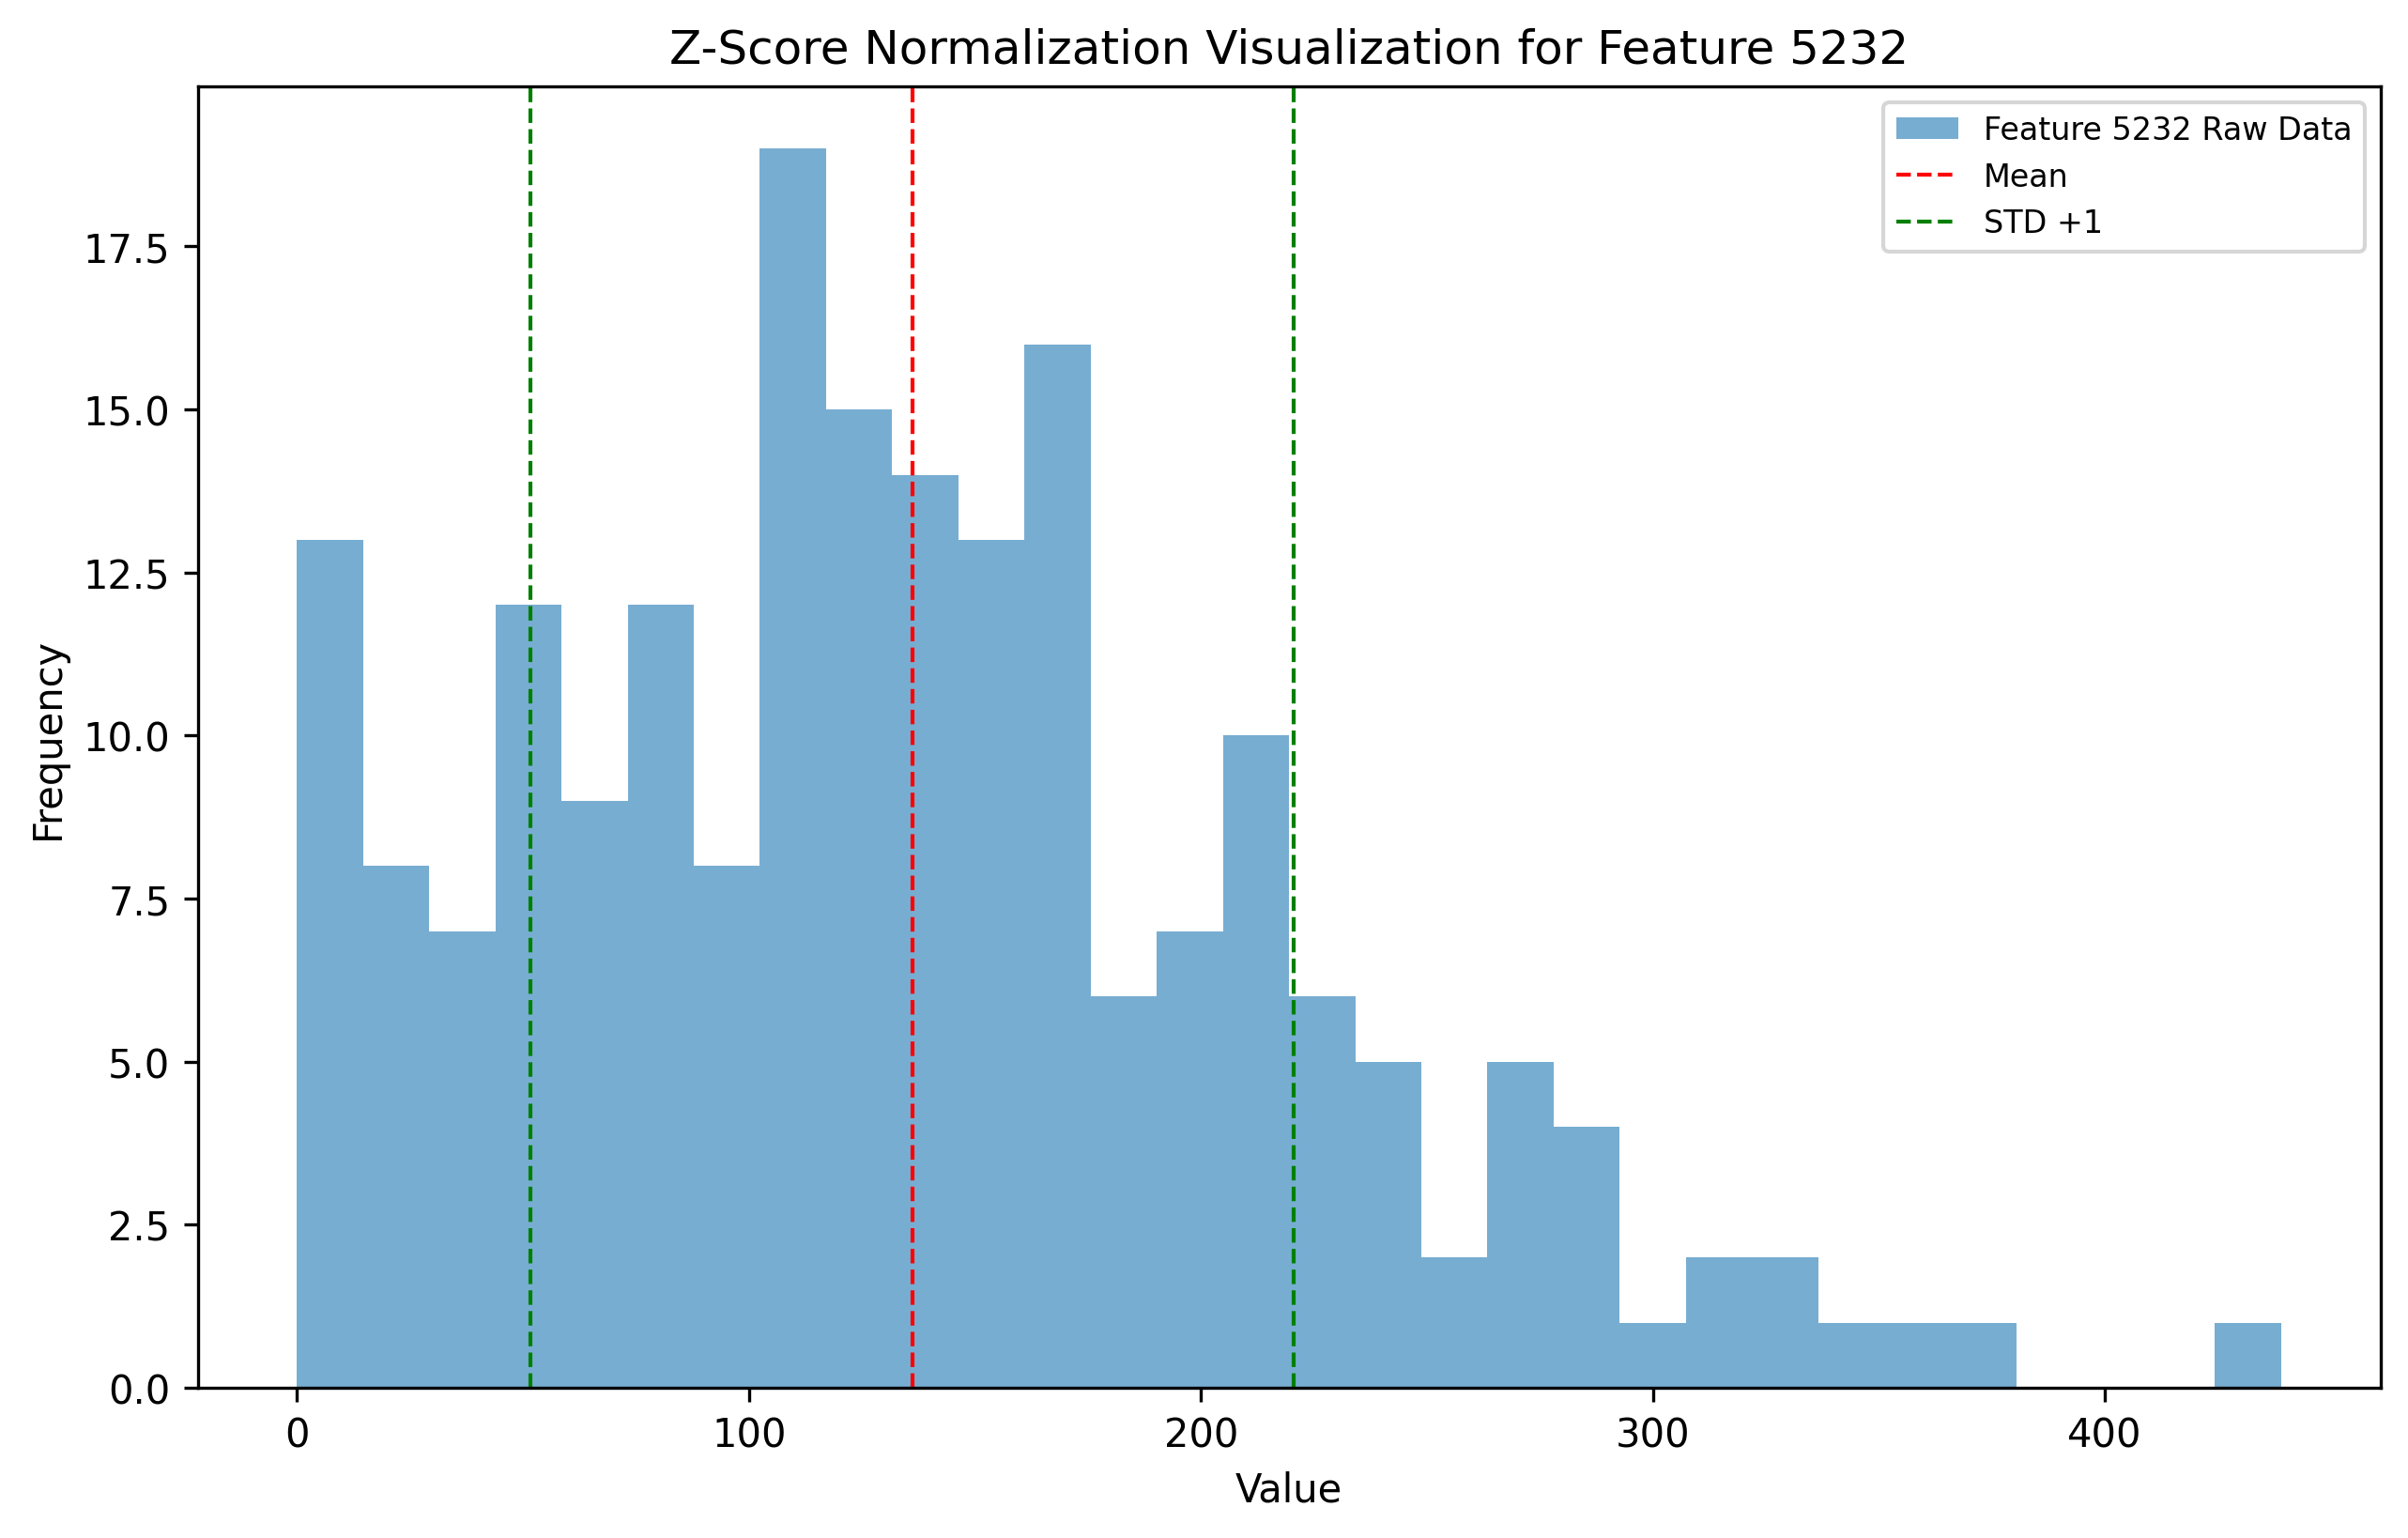 Z-Score Normalization Visualization for Feature 5232
Feature 5232 Raw Data
Mean
STD +1
17.5
15.0
12.5
10.0
7.5
5.0
2.5
0.0
Frequency
0 100 200 300 400
Value